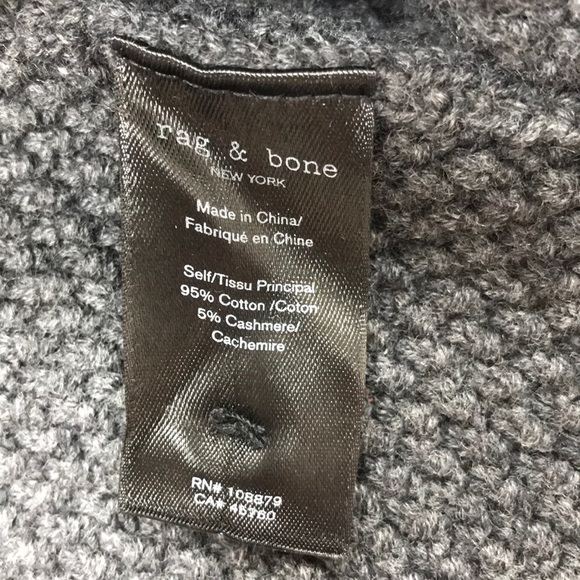 rag & bone
NEW YORK
Made in China/
Fabriqué en Chine
Self/Tissu Principal
95% Cotton /Coton
5% Cashmere/
Cachemire
RN# 108879
CA# 45760